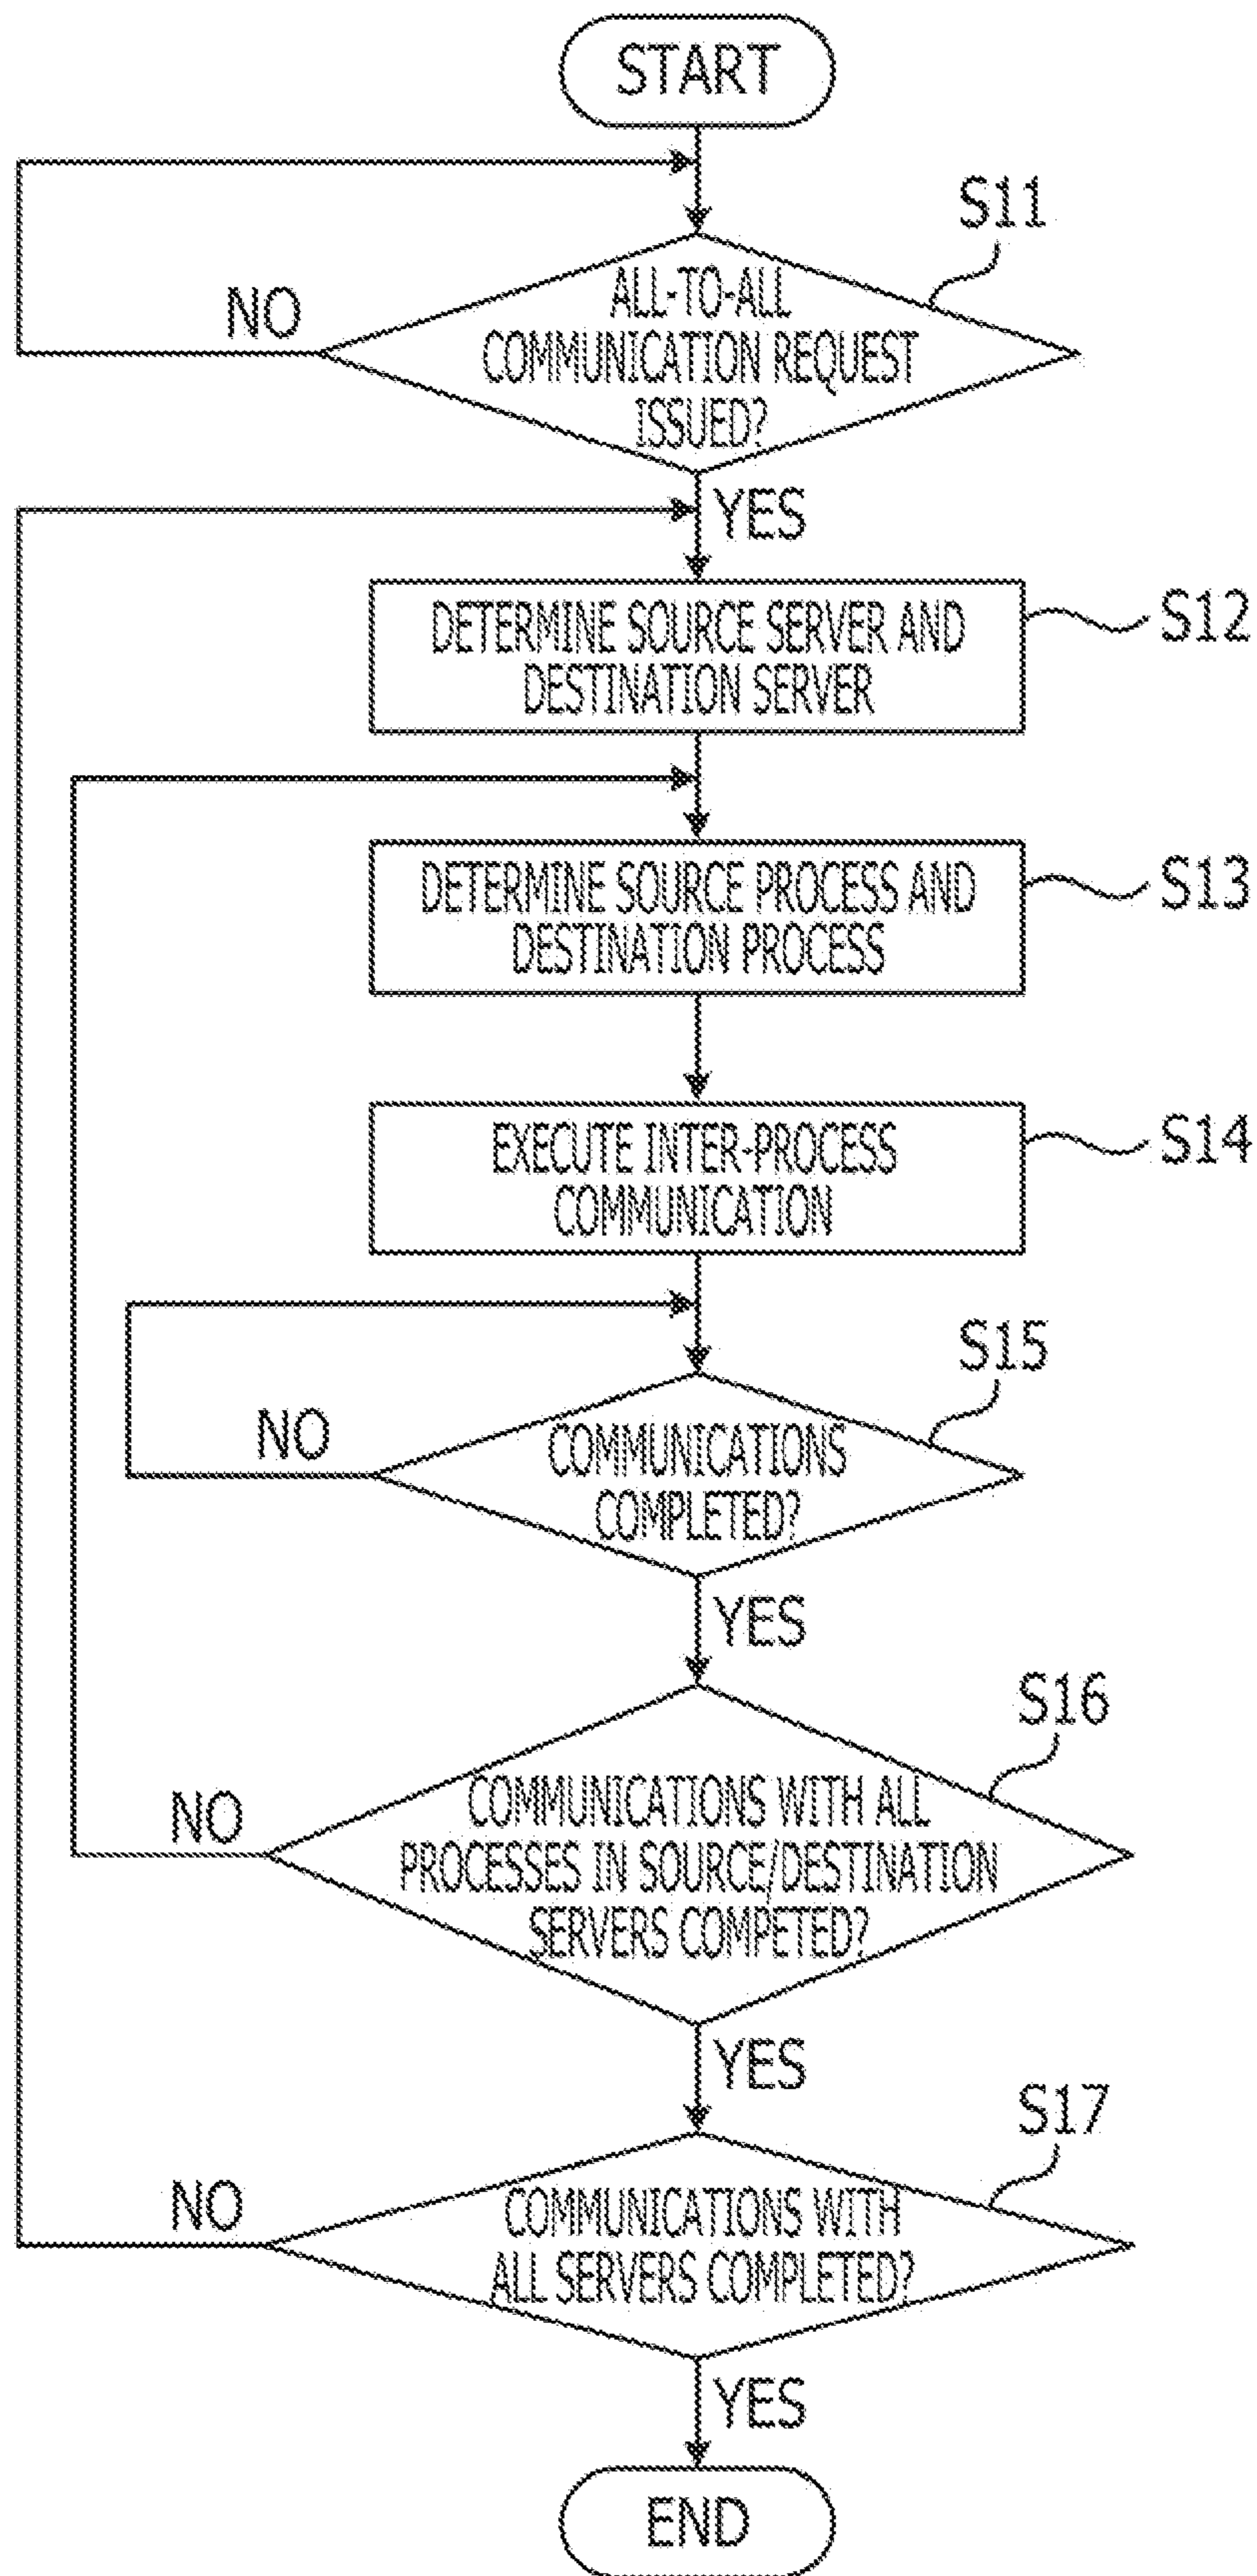 START
S11
ALL-TO-ALL
COMMUNICATION REQUEST
ISSUED?
NO
YES
DETERMINE SOURCE SERVER AND
DESTINATION SERVER
S12
DETERMINE SOURCE PROCESS AND
DESTINATION PROCESS
S13
EXECUTE INTER-PROCESS
COMMUNICATION
S14
S15
COMMUNICATIONS
COMPLETED?
NO
YES
S16
COMMUNICATIONS WITH ALL
PROCESSES IN SOURCE/DESTINATION
SERVERS COMPETED?
NO
YES
S17
COMMUNICATIONS WITH
ALL SERVERS COMPLETED?
NO
YES
END